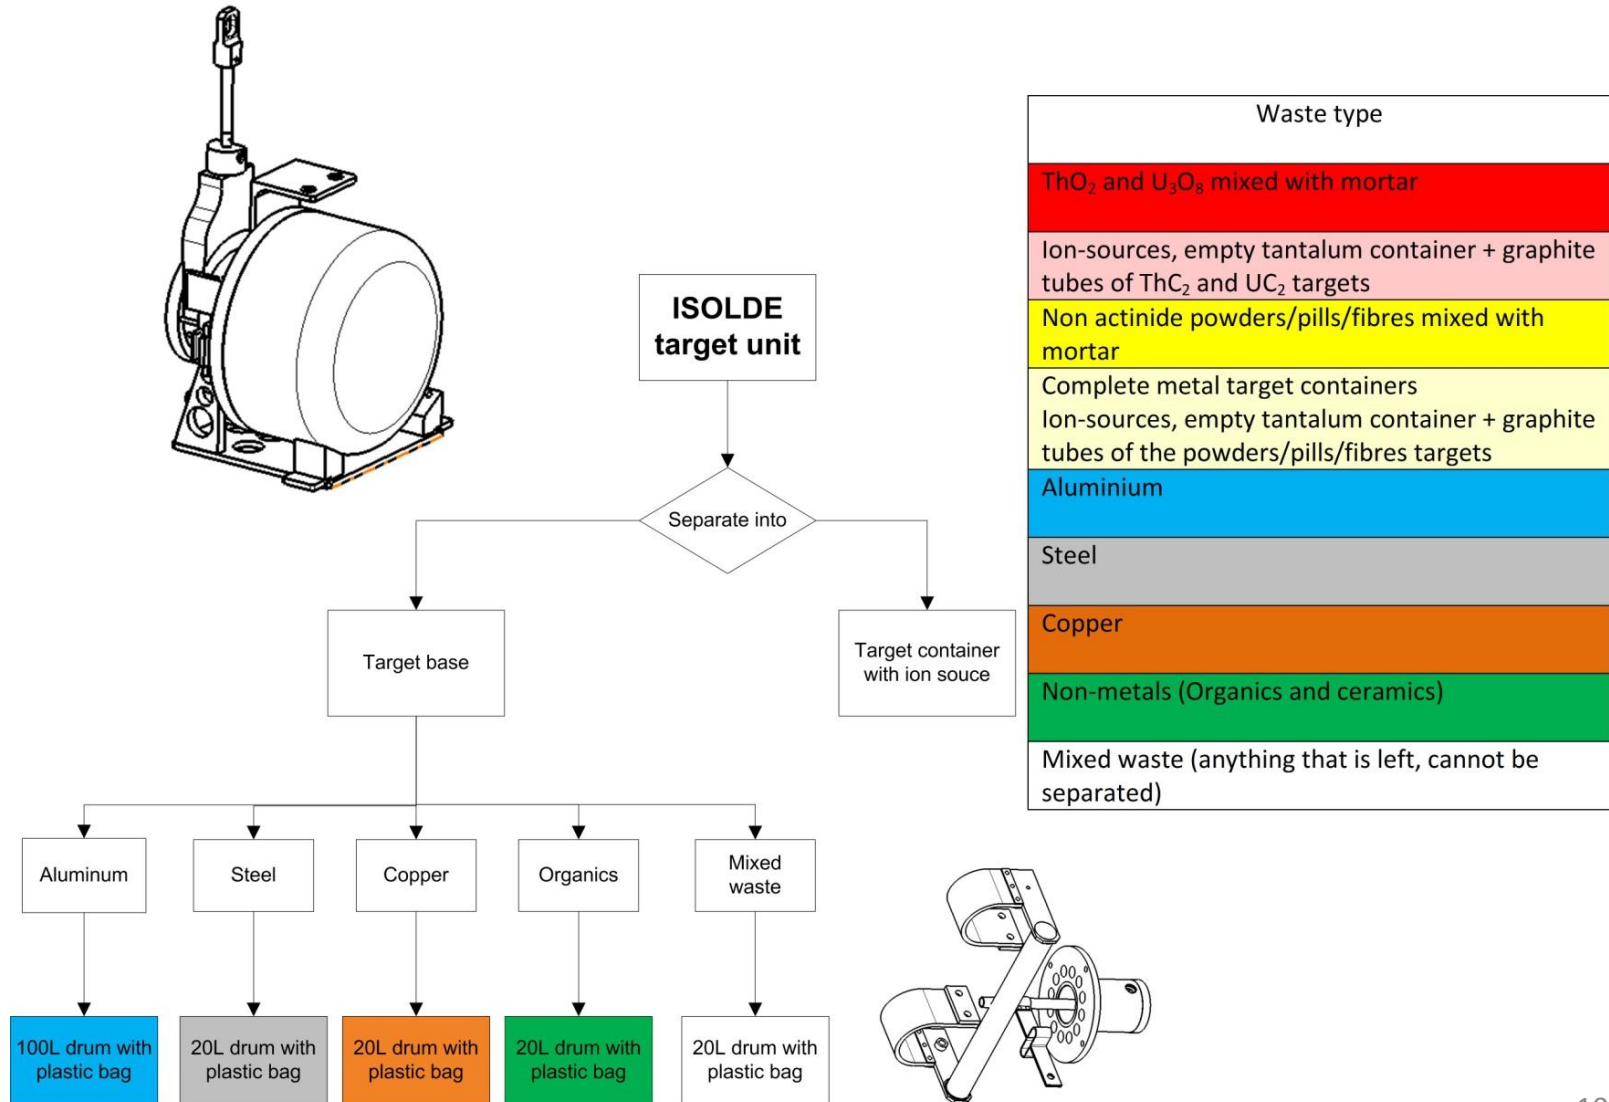 ISOLDE
target unit
Separate into
Target base
Target container
with ion souce
Aluminum
Steel
Copper
Organics
Mixed
waste
100L drum with
plastic bag
20L drum with
plastic bag
20L drum with
plastic bag
20L drum with
plastic bag
20L drum with
plastic bag
Waste type
ThO₂ and U₃O₈ mixed with mortar
Ion-sources, empty tantalum container + graphite
tubes of ThC₂ and UC₂ targets
Non actinide powders/pills/fibres mixed with
mortar
Complete metal target containers
Ion-sources, empty tantalum container + graphite
tubes of the powders/pills/fibres targets
Aluminium
Steel
Copper
Non-metals (Organics and ceramics)
Mixed waste (anything that is left, cannot be
separated)